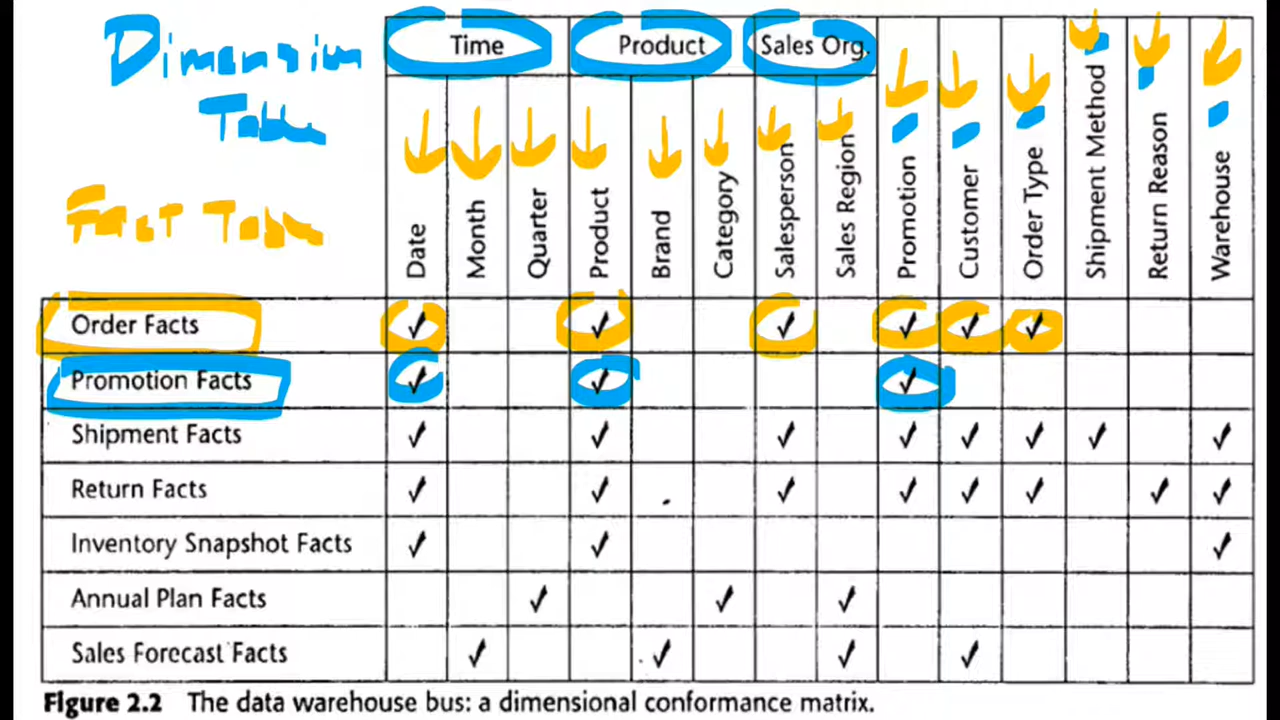 Dimension
Table
Fact Table
Time Product Sales Org.
Date Month Quarter Product Brand Category Salesperson Sales Region Promotion Customer Order Type Shipment Method Return Reason Warehouse
Order Facts ✓ ✓ ✓ ✓ ✓ ✓
Promotion Facts ✓ ✓ ✓
Shipment Facts ✓ ✓ ✓ ✓ ✓ ✓ ✓ ✓
Return Facts ✓ ✓ ✓ ✓ ✓ ✓ ✓ ✓
Inventory Snapshot Facts ✓ ✓ ✓
Annual Plan Facts ✓ ✓ ✓
Sales Forecast Facts ✓ ✓ ✓ ✓
Figure 2.2 The data warehouse bus: a dimensional conformance matrix.